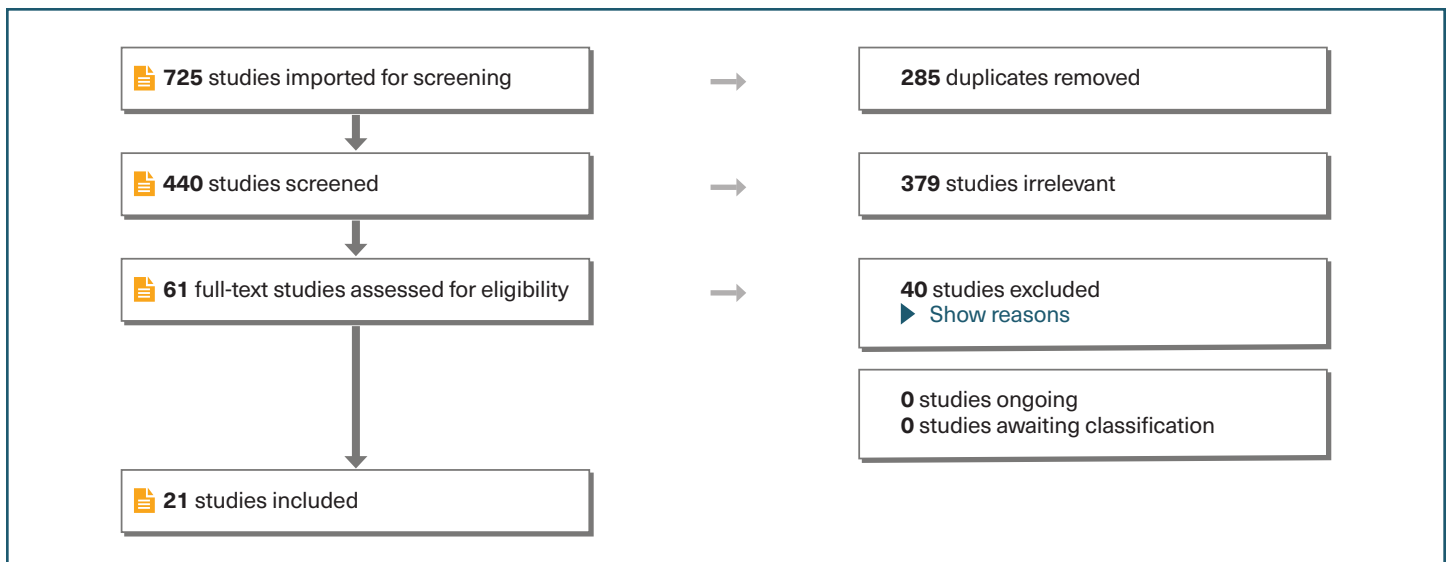 725 studies imported for screening
285 duplicates removed
440 studies screened
379 studies irrelevant
61 full-text studies assessed for eligibility
40 studies excluded
Show reasons
0 studies ongoing
0 studies awaiting classification
21 studies included